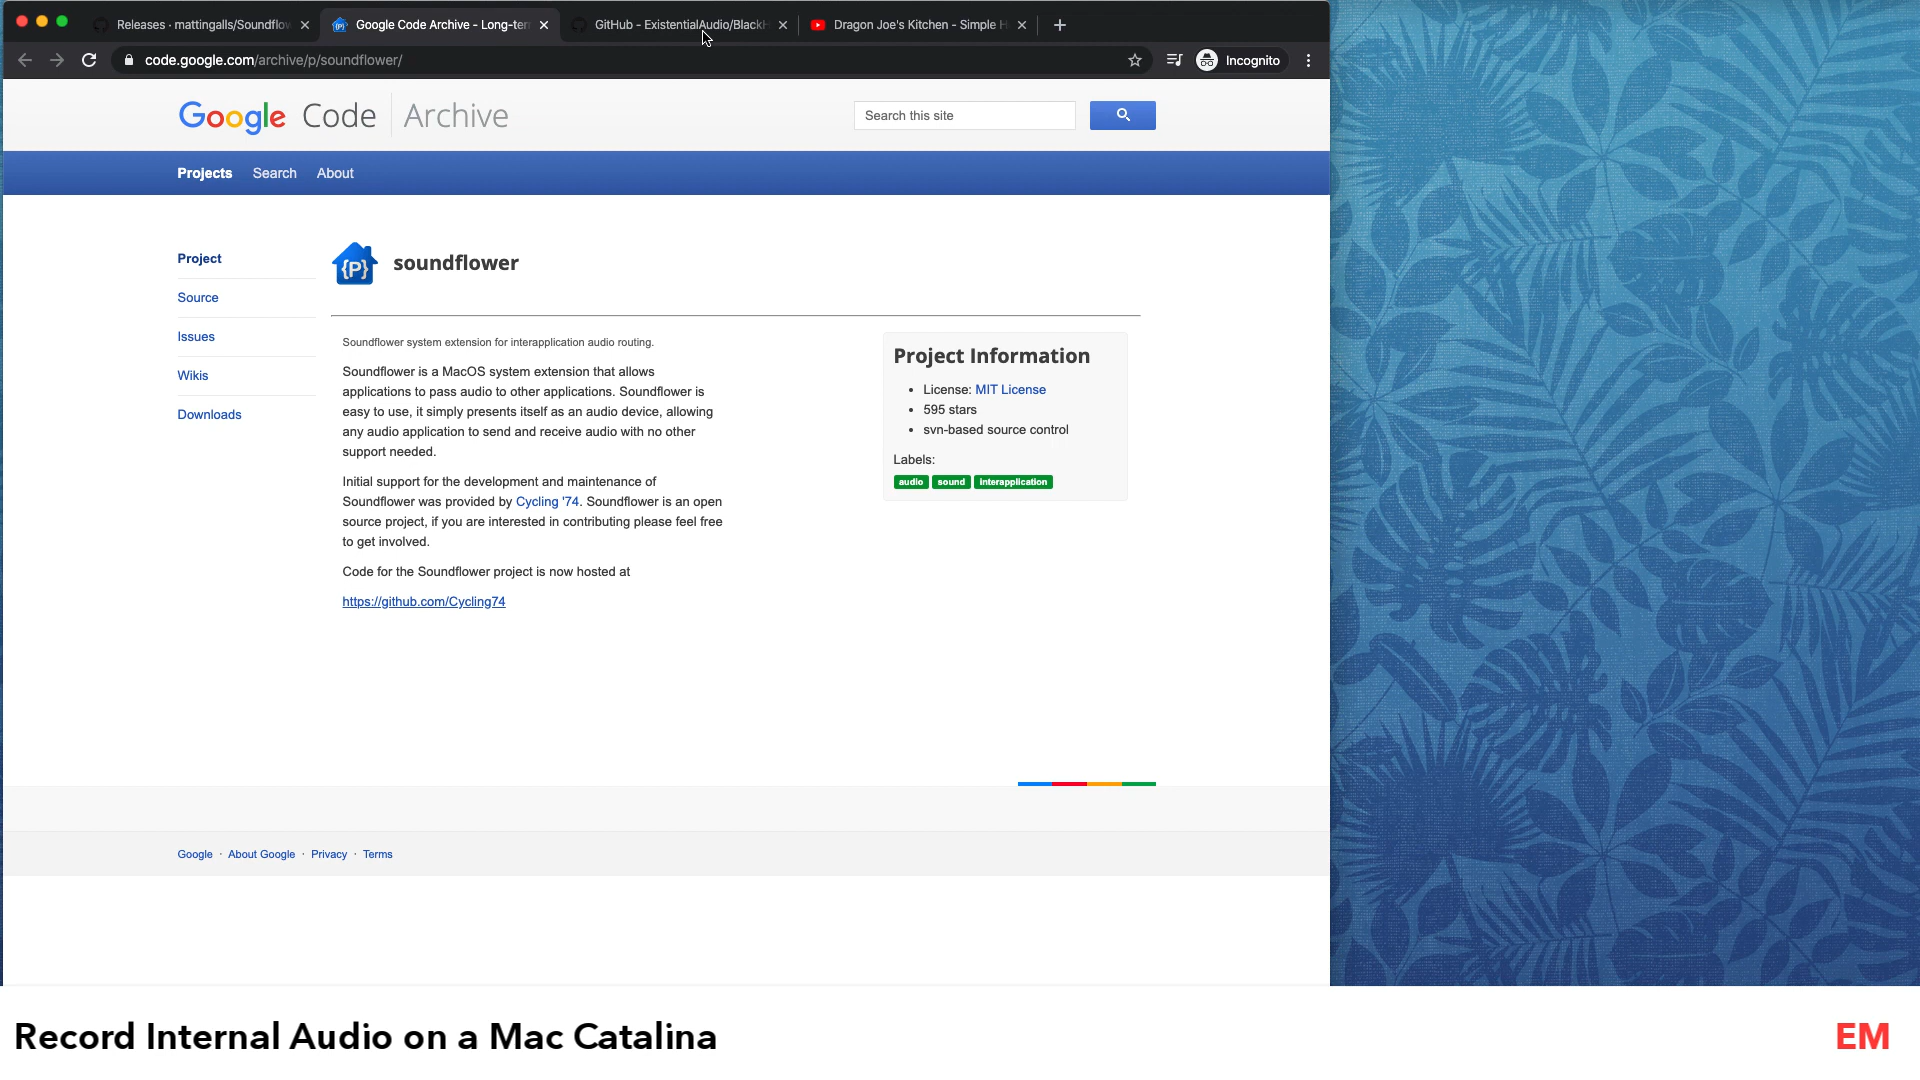 Releases · mattingalls/Soundflow
Google Code Archive - Long-ter
GitHub - ExistentialAudio/BlackH
Dragon Joe's Kitchen - Simple H
code.google.com/archive/p/soundflower/
Incognito
Google Code Archive
Search this site
Projects Search About
Project
Source
Issues
Wikis
Downloads
{P}
soundflower
Soundflower system extension for interapplication audio routing.
Soundflower is a MacOS system extension that allows
applications to pass audio to other applications. Soundflower is
easy to use, it simply presents itself as an audio device, allowing
any audio application to send and receive audio with no other
support needed.
Initial support for the development and maintenance of
Soundflower was provided by Cycling '74. Soundflower is an open
source project, if you are interested in contributing please feel free
to get involved.
Code for the Soundflower project is now hosted at
https://github.com/Cycling74
Project Information
• License: MIT License
• 595 stars
• svn-based source control
Labels:
audio sound interapplication
Google · About Google · Privacy · Terms
Record Internal Audio on a Mac Catalina
EM